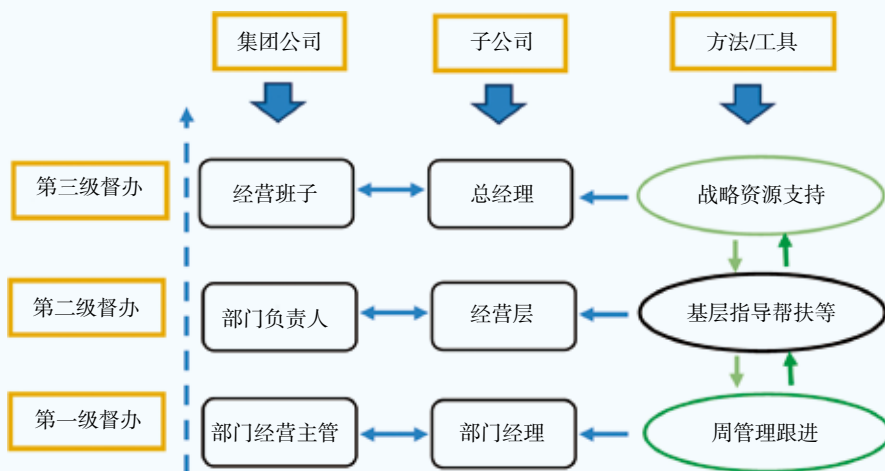 集团公司
子公司
方法/工具
第三级督办
经营班子
总经理
战略资源支持
第二级督办
部门负责人
经营层
基层指导帮扶等
第一级督办
部门经营主管
部门经理
周管理跟进